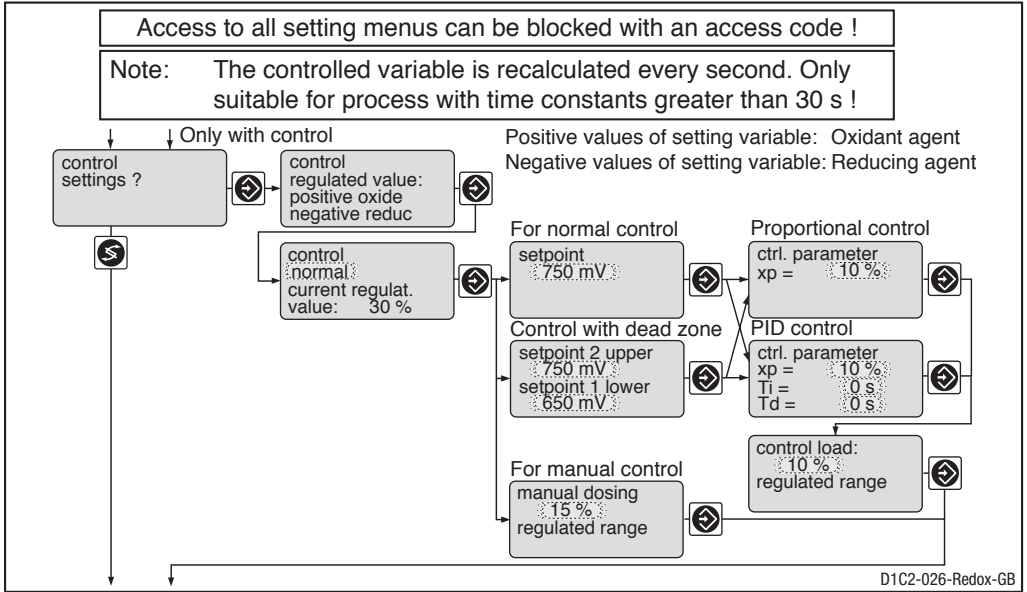 Access to all setting menus can be blocked with an access code !
Note: The controlled variable is recalculated every second. Only
suitable for process with time constants greater than 30 s !
Only with control
Positive values of setting variable: Oxidant agent
Negative values of setting variable: Reducing agent
control
settings ?
control
regulated value:
positive oxide
negative reduc
control
normal
current regulat.
value: 30 %
For normal control
setpoint
750 mV
Control with dead zone
setpoint 2 upper
750 mV
setpoint 1 lower
650 mV
For manual control
manual dosing
15 %
regulated range
Proportional control
ctrl. parameter
xp = 10 %
PID control
ctrl. parameter
xp = 10 %
Ti = 0 s
Td = 0 s
control load:
10 %
regulated range
D1C2-026-Redox-GB